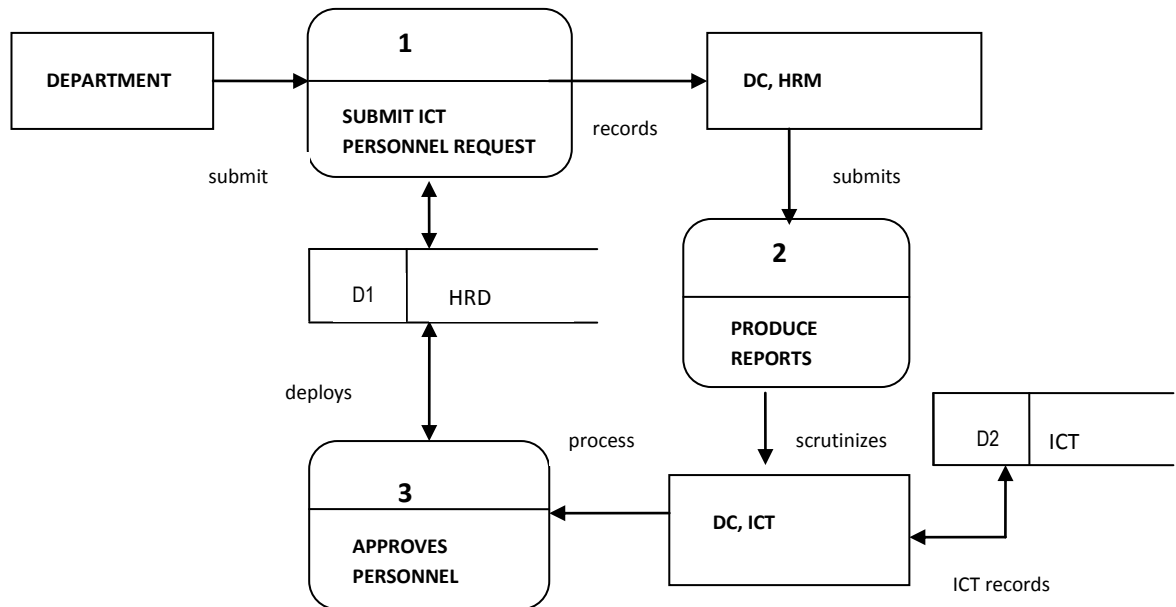 1
DEPARTMENT
DC, HRM
SUBMIT ICT
PERSONNEL REQUEST
records
submit
submits
2
D1
HRD
PRODUCE
REPORTS
deploys
process
scrutinizes
D2
ICT
3
DC, ICT
APPROVES
PERSONNEL
ICT records